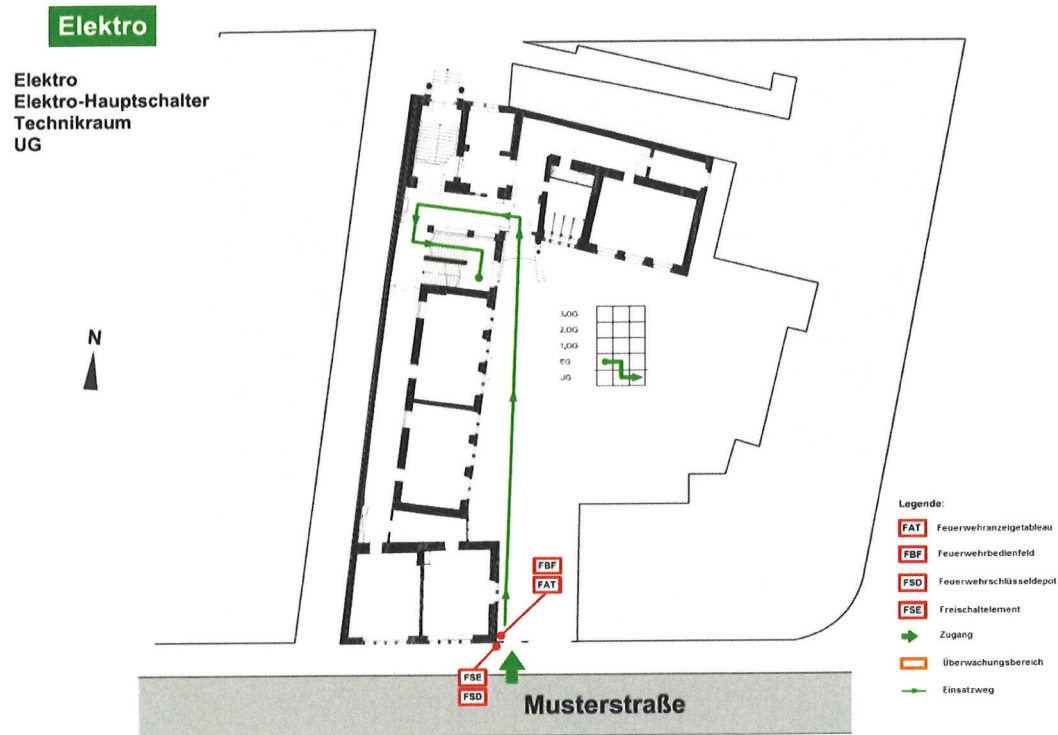 Elektro
Elektro
Elektro-Hauptschalter
Technikraum
UG
N
3.OG
2.OG
1.OG
EG
UG
FBF
FAT
FSE
FSD
Musterstraße
Legende:
FAT Feuerwehranzeigetableau
FBF Feuerwehrbedienfeld
FSD Feuerwehrschlüsseldepot
FSE Freischaltelement
Zugang
Überwachungsbereich
Einsatzweg